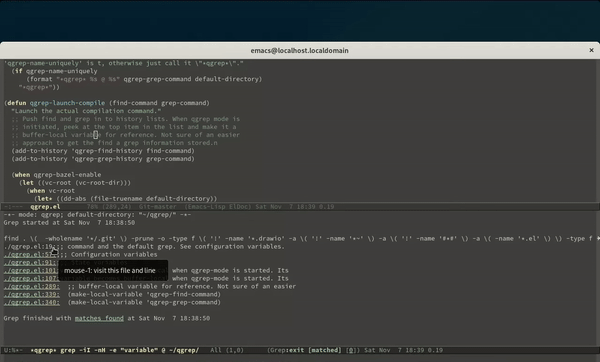 emacs@localhost.localdomain
'qgrep-name-uniquely' is t, otherwise just call it \"*qgrep*\"."
(if qgrep-name-uniquely
(format "*qgrep* %s @ %s" qgrep-grep-command default-directory)
"*qgrep*"))
(defun qgrep-launch-compile (find-command grep-command)
"Launch the actual compilation command."
;; Push find and grep in to history lists. When qgrep mode is
;; initiated, peek at the top item in the list and make it a
;; buffer-local variable for reference. Not sure of an easier
;; approach to get the find a grep information stored.n
(add-to-history 'qgrep-find-history find-command)
(add-to-history 'qgrep-grep-history grep-command)
(when qgrep-bazel-enable
(let ((vc-root (vc-root-dir)))
(when vc-root
(let* ((dd-abs (file-truename default-directory))
qgrep.el 76% (289,24) Git-master (Emacs-Lisp ElDoc) Sat Nov 7 18:39 0.19
-*- mode: qgrep; default-directory: "~/qgrep/" -*-
Grep started at Sat Nov 7 18:38:50
find . \( -wholename '*/.git' \) -prune -o -type f \( '!' -name '*.drawio' -a \( '!' -name '*~' \) -a \( '!' -name '#*#' \) -a \( -name '*.el' \) \) -type f
./qgrep.el:19:;; command and the default grep. See configuration variables.
./qgrep.el:57:;;; Configuration variables
./qgrep.el:91:
mouse-1: visit this file and line
./qgrep.el:101: when qgrep-mode is started. Its
./qgrep.el:107: when qgrep-mode is started. Its
./qgrep.el:289: ;; buffer-local variable for reference. Not sure of an easier
./qgrep.el:339: (make-local-variable 'qgrep-find-command)
./qgrep.el:340: (make-local-variable 'qgrep-grep-command)
Grep finished with matches found at Sat Nov 7 18:38:50
U:%*- *qgrep* grep -iI -nH -e "variable" @ ~/qgrep/ All (1,0) (Grep:exit [matched] [0]) Sat Nov 7 18:39 0.19